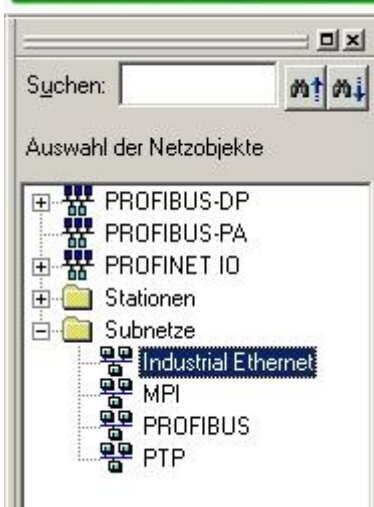 Suchen:
Auswahl der Netzobjekte
PROFIBUS-DP
PROFIBUS-PA
PROFINET IO
Stationen
Subnetze
Industrial Ethernet
MPI
PROFIBUS
PTP